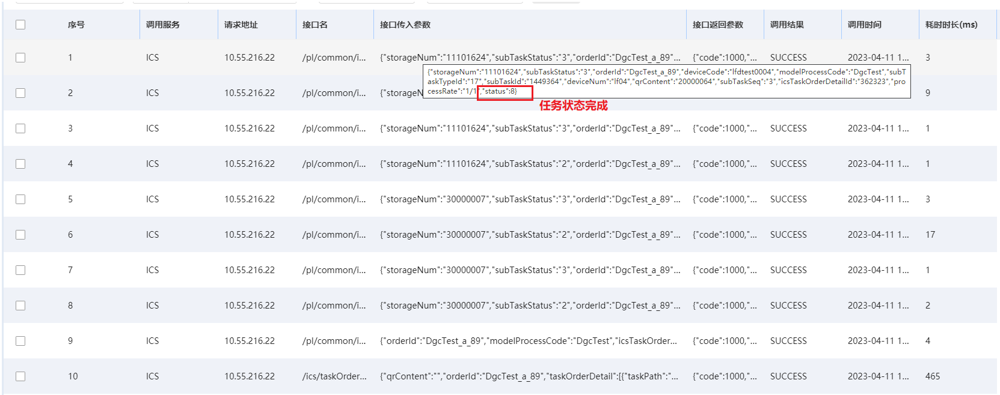 序号 调用服务 请求地址 接口名 接口传入参数 接口返回参数 调用结果 调用时间 耗时时长(ms)
1 ICS 10.55.216.22 /pl/common/i... {"storageNum":"11101624","subTaskStatus":"3","orderId":"DgcTest_a_89"... {"code":1000,"... SUCCESS 2023-04-11 1... 3
{"storageNum":"11101624","subTaskStatus":"3","orderId":"DgcTest_a_89","deviceCode":"lfdtest0004","modelProcessCode":"DgcTest","subT
askTypeId":"17","subTaskId":"1449364","deviceNum":"lf04","qrContent":"20000064","subTaskSeq":"3","icsTaskOrderDetailId":"362323","pr
ocessRate":"1/1","status":8}
2 ICS 10.55.216.22 /pl/common/i... {"storageN 9
任务状态完成
3 ICS 10.55.216.22 /pl/common/i... {"storageNum":"11101624","subTaskStatus":"3","orderId":"DgcTest_a_89"... {"code":1000,"... SUCCESS 2023-04-11 1... 1
4 ICS 10.55.216.22 /pl/common/i... {"storageNum":"11101624","subTaskStatus":"2","orderId":"DgcTest_a_89"... {"code":1000,"... SUCCESS 2023-04-11 1... 1
5 ICS 10.55.216.22 /pl/common/i... {"storageNum":"30000007","subTaskStatus":"3","orderId":"DgcTest_a_89"... {"code":1000,"... SUCCESS 2023-04-11 1... 3
6 ICS 10.55.216.22 /pl/common/i... {"storageNum":"30000007","subTaskStatus":"2","orderId":"DgcTest_a_89"... {"code":1000,"... SUCCESS 2023-04-11 1... 17
7 ICS 10.55.216.22 /pl/common/i... {"storageNum":"30000007","subTaskStatus":"3","orderId":"DgcTest_a_89"... {"code":1000,"... SUCCESS 2023-04-11 1... 1
8 ICS 10.55.216.22 /pl/common/i... {"storageNum":"30000007","subTaskStatus":"2","orderId":"DgcTest_a_89"... {"code":1000,"... SUCCESS 2023-04-11 1... 2
9 ICS 10.55.216.22 /pl/common/i... {"orderId":"DgcTest_a_89","modelProcessCode":"DgcTest","icsTaskOrder... {"code":1000,"... SUCCESS 2023-04-11 1... 4
10 ICS 10.55.216.22 /ics/taskOrder... {"qrContent":"","orderId":"DgcTest_a_89","taskOrderDetail":[{"taskPath":"... {"code":1000,"... SUCCESS 2023-04-11 1... 465